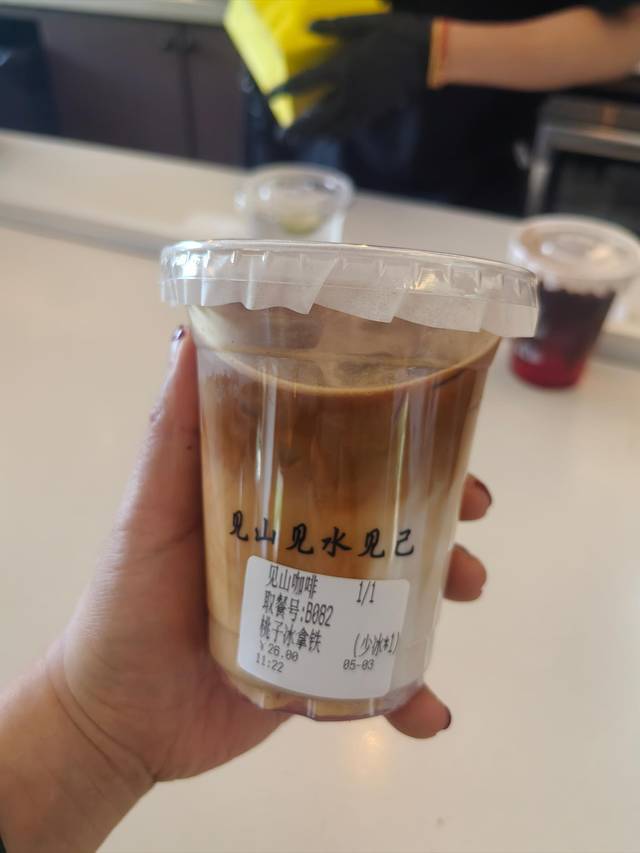 见山见水见己
见山咖啡 1/1
取餐号:B082
桃子冰拿铁 (少冰*1)
￥26.00
11:22 05-03